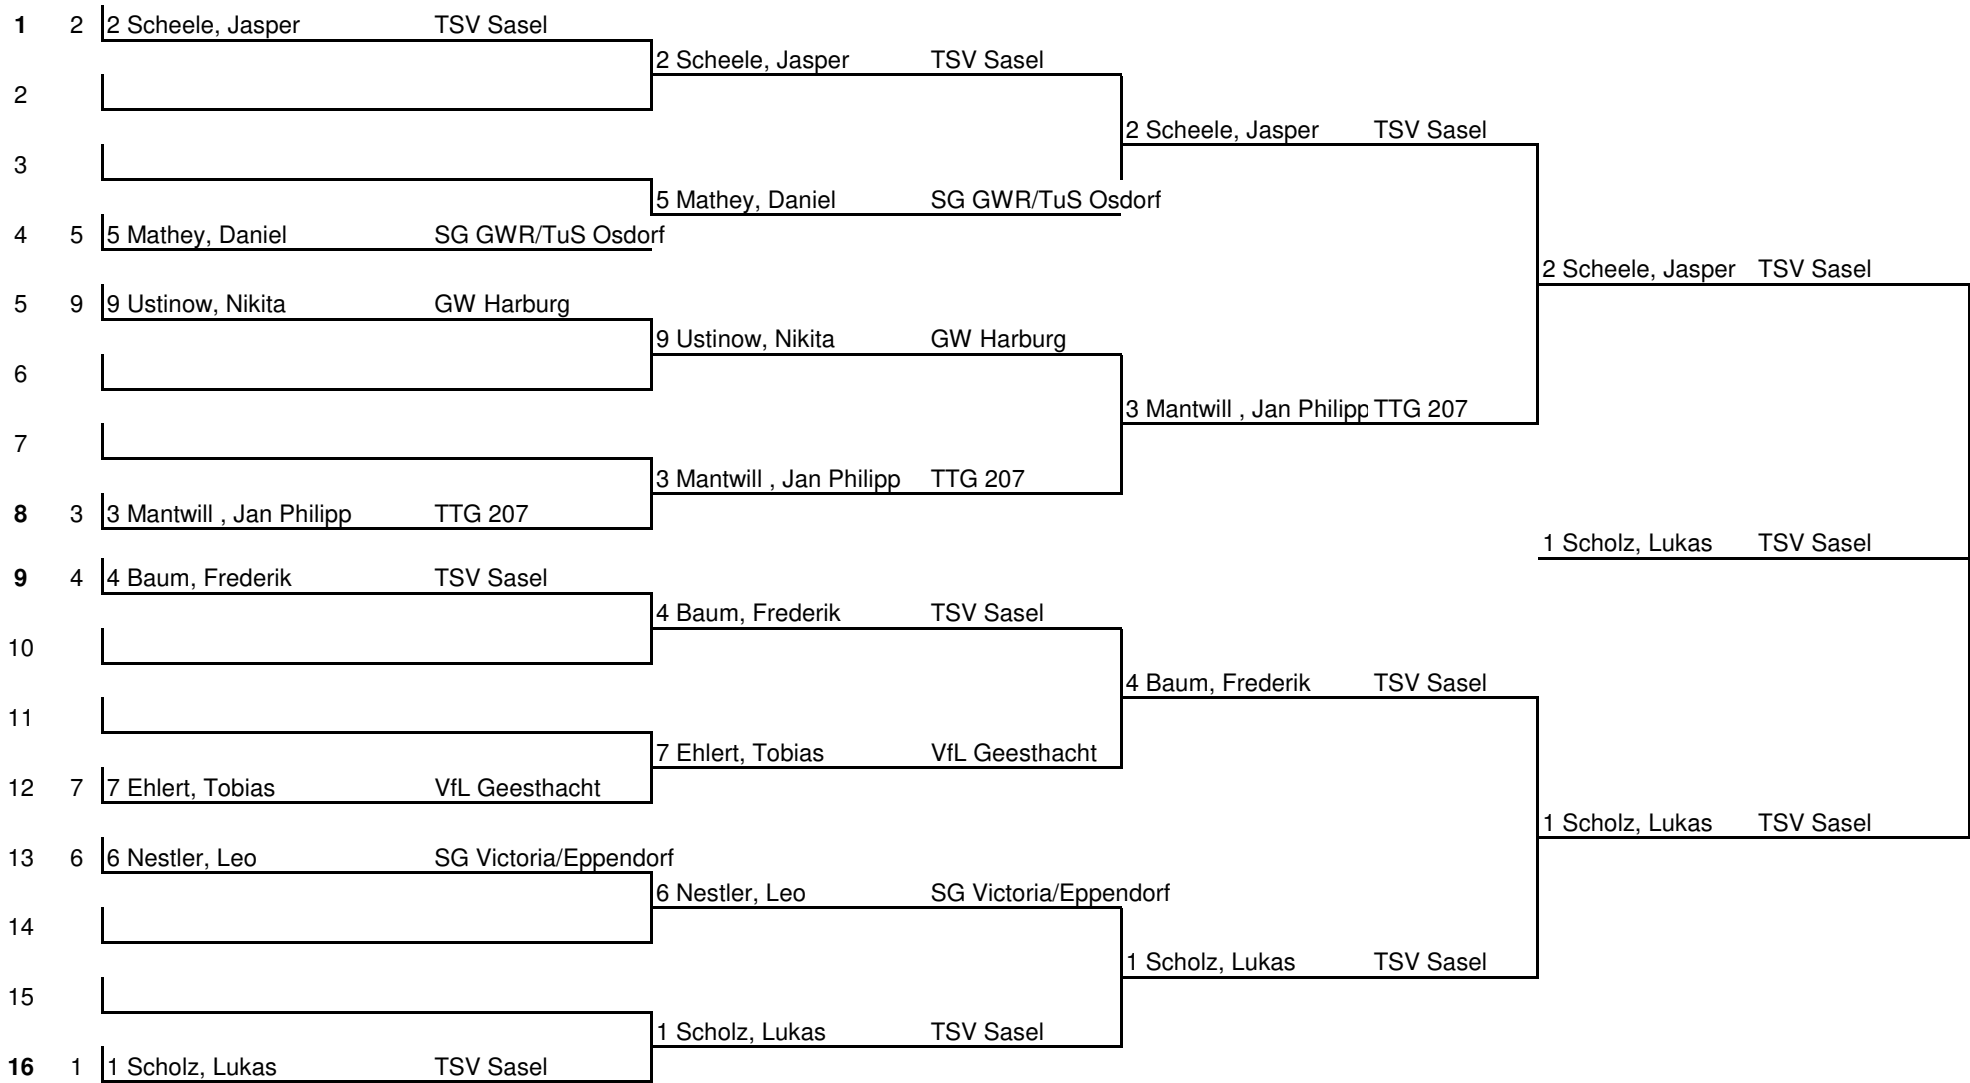 1 2 2 Scheele, Jasper TSV Sasel
2 Scheele, Jasper TSV Sasel
2
2 Scheele, Jasper TSV Sasel
3
5 Mathey, Daniel SG GWR/TuS Osdorf
4 5 5 Mathey, Daniel SG GWR/TuS Osdorf
2 Scheele, Jasper TSV Sasel
5 9 9 Ustinow, Nikita GW Harburg
9 Ustinow, Nikita GW Harburg
6
3 Mantwill , Jan Philipp TTG 207
7
3 Mantwill , Jan Philipp TTG 207
8 3 3 Mantwill , Jan Philipp TTG 207
1 Scholz, Lukas TSV Sasel
9 4 4 Baum, Frederik TSV Sasel
4 Baum, Frederik TSV Sasel
10
4 Baum, Frederik TSV Sasel
11
7 Ehlert, Tobias VfL Geesthacht
12 7 7 Ehlert, Tobias VfL Geesthacht
1 Scholz, Lukas TSV Sasel
13 6 6 Nestler, Leo SG Victoria/Eppendorf
6 Nestler, Leo SG Victoria/Eppendorf
14
1 Scholz, Lukas TSV Sasel
15
1 Scholz, Lukas TSV Sasel
16 1 1 Scholz, Lukas TSV Sasel